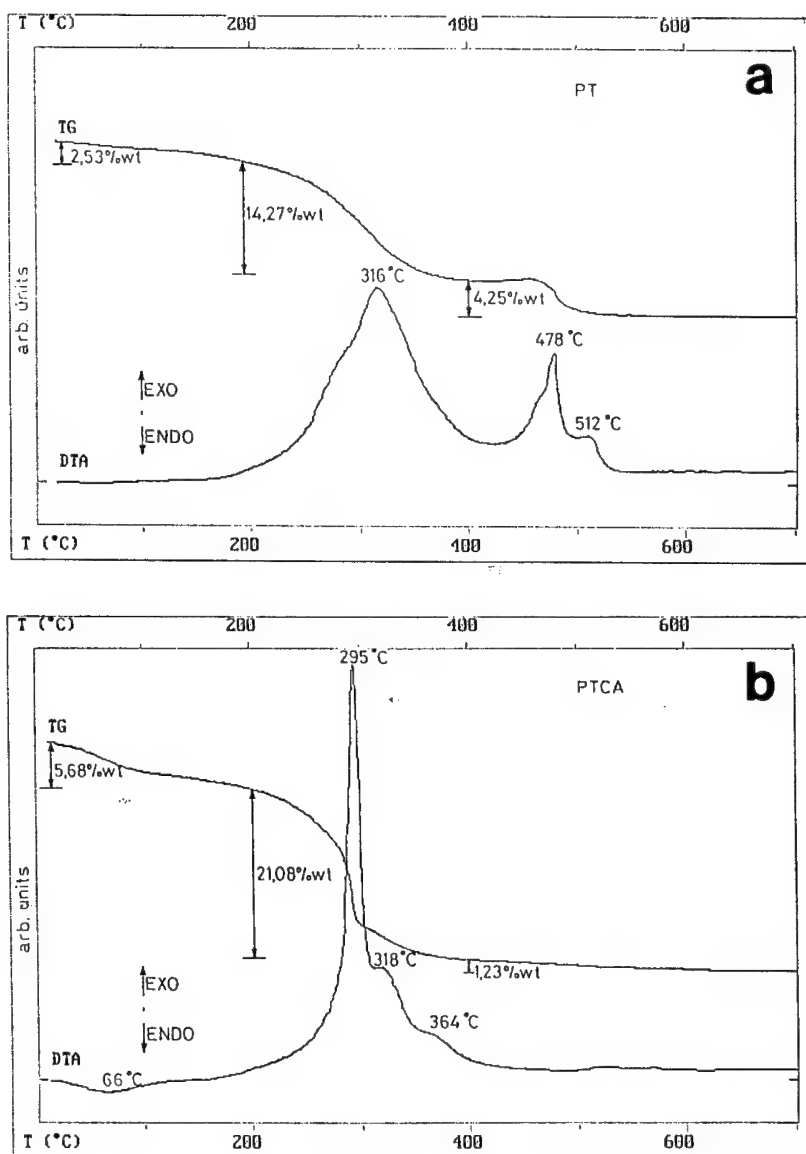 T (°C) 200 400 600
a
PT
TG
2,53%wt
14,27%wt
316°C
4,25%wt
478°C
512°C
arb. units
EXO
ENDO
DTA
T (°C) 200 400 600
T (°C) 200 400 600
295°C
b
PTCA
TG
5,68%wt
21,08%wt
318°C
1,23%wt
arb. units
EXO
ENDO
364°C
DTA
66°C
T (°C) 200 400 600